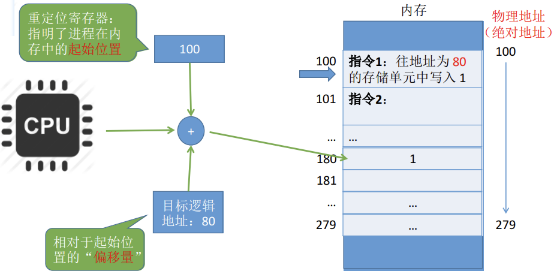 重定位寄存器：
指明了进程在内
存中的起始位置
100
CPU
+
目标逻辑
地址：80
相对于起始位
置的“偏移量”
内存
物理地址
（绝对地址）
100
指令1：往地址为 80
的存储单元中写入 1
101
指令2：
...
...
180
1
181
...
...
279
...
100
279